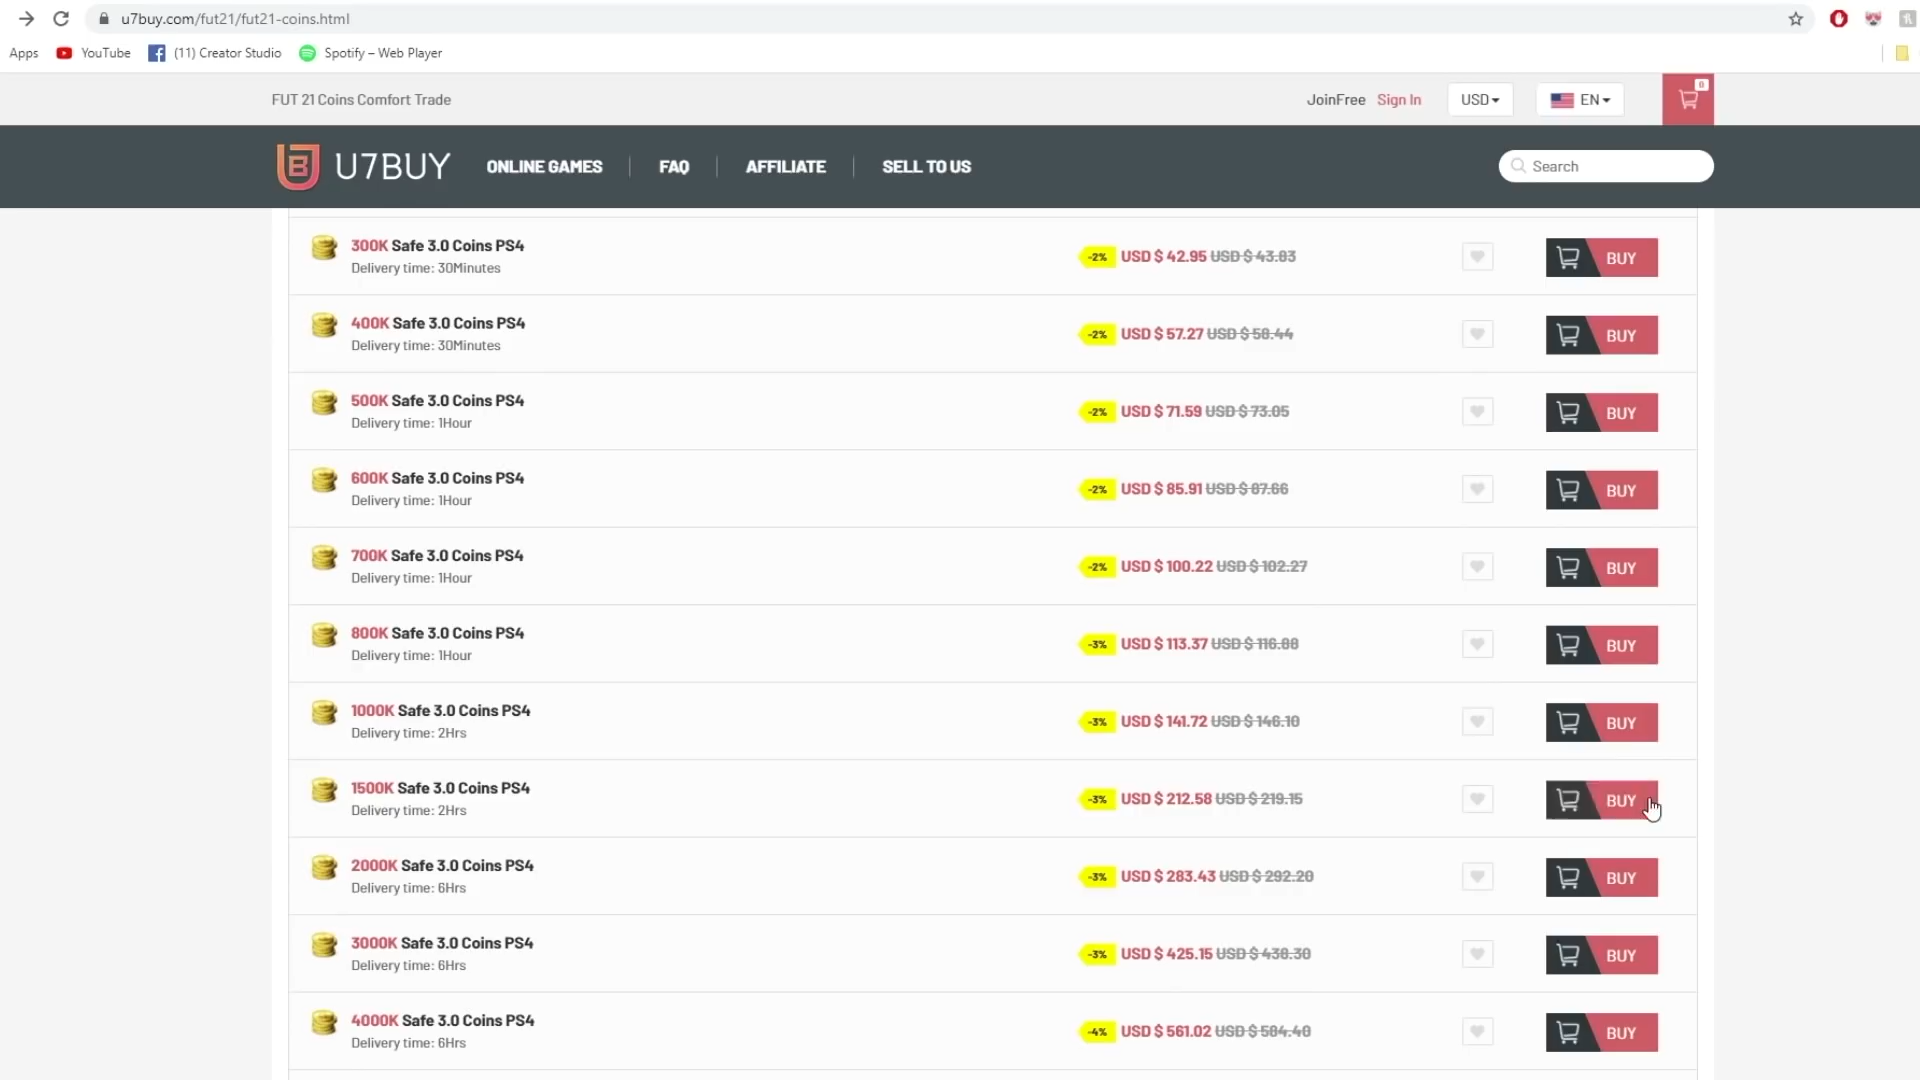 u7buy.com/fut21/fut21-coins.html
Apps YouTube (11) Creator Studio Spotify – Web Player
FUT 21 Coins Comfort Trade JoinFree Sign In USD EN 0
U7BUY ONLINE GAMES FAQ AFFILIATE SELL TO US Search
300K Safe 3.0 Coins PS4 -2% USD $ 42.95 USD $ 43.83 BUY
Delivery time: 30Minutes
400K Safe 3.0 Coins PS4 -2% USD $ 57.27 USD $ 58.44 BUY
Delivery time: 30Minutes
500K Safe 3.0 Coins PS4 -2% USD $ 71.59 USD $ 73.05 BUY
Delivery time: 1Hour
600K Safe 3.0 Coins PS4 -2% USD $ 85.91 USD $ 87.66 BUY
Delivery time: 1Hour
700K Safe 3.0 Coins PS4 -2% USD $ 100.22 USD $ 102.27 BUY
Delivery time: 1Hour
800K Safe 3.0 Coins PS4 -3% USD $ 113.37 USD $ 116.88 BUY
Delivery time: 1Hour
1000K Safe 3.0 Coins PS4 -3% USD $ 141.72 USD $ 146.10 BUY
Delivery time: 2Hrs
1500K Safe 3.0 Coins PS4 -3% USD $ 212.58 USD $ 219.15 BUY
Delivery time: 2Hrs
2000K Safe 3.0 Coins PS4 -3% USD $ 283.43 USD $ 292.20 BUY
Delivery time: 6Hrs
3000K Safe 3.0 Coins PS4 -3% USD $ 425.15 USD $ 438.30 BUY
Delivery time: 6Hrs
4000K Safe 3.0 Coins PS4 -4% USD $ 561.02 USD $ 584.40 BUY
Delivery time: 6Hrs